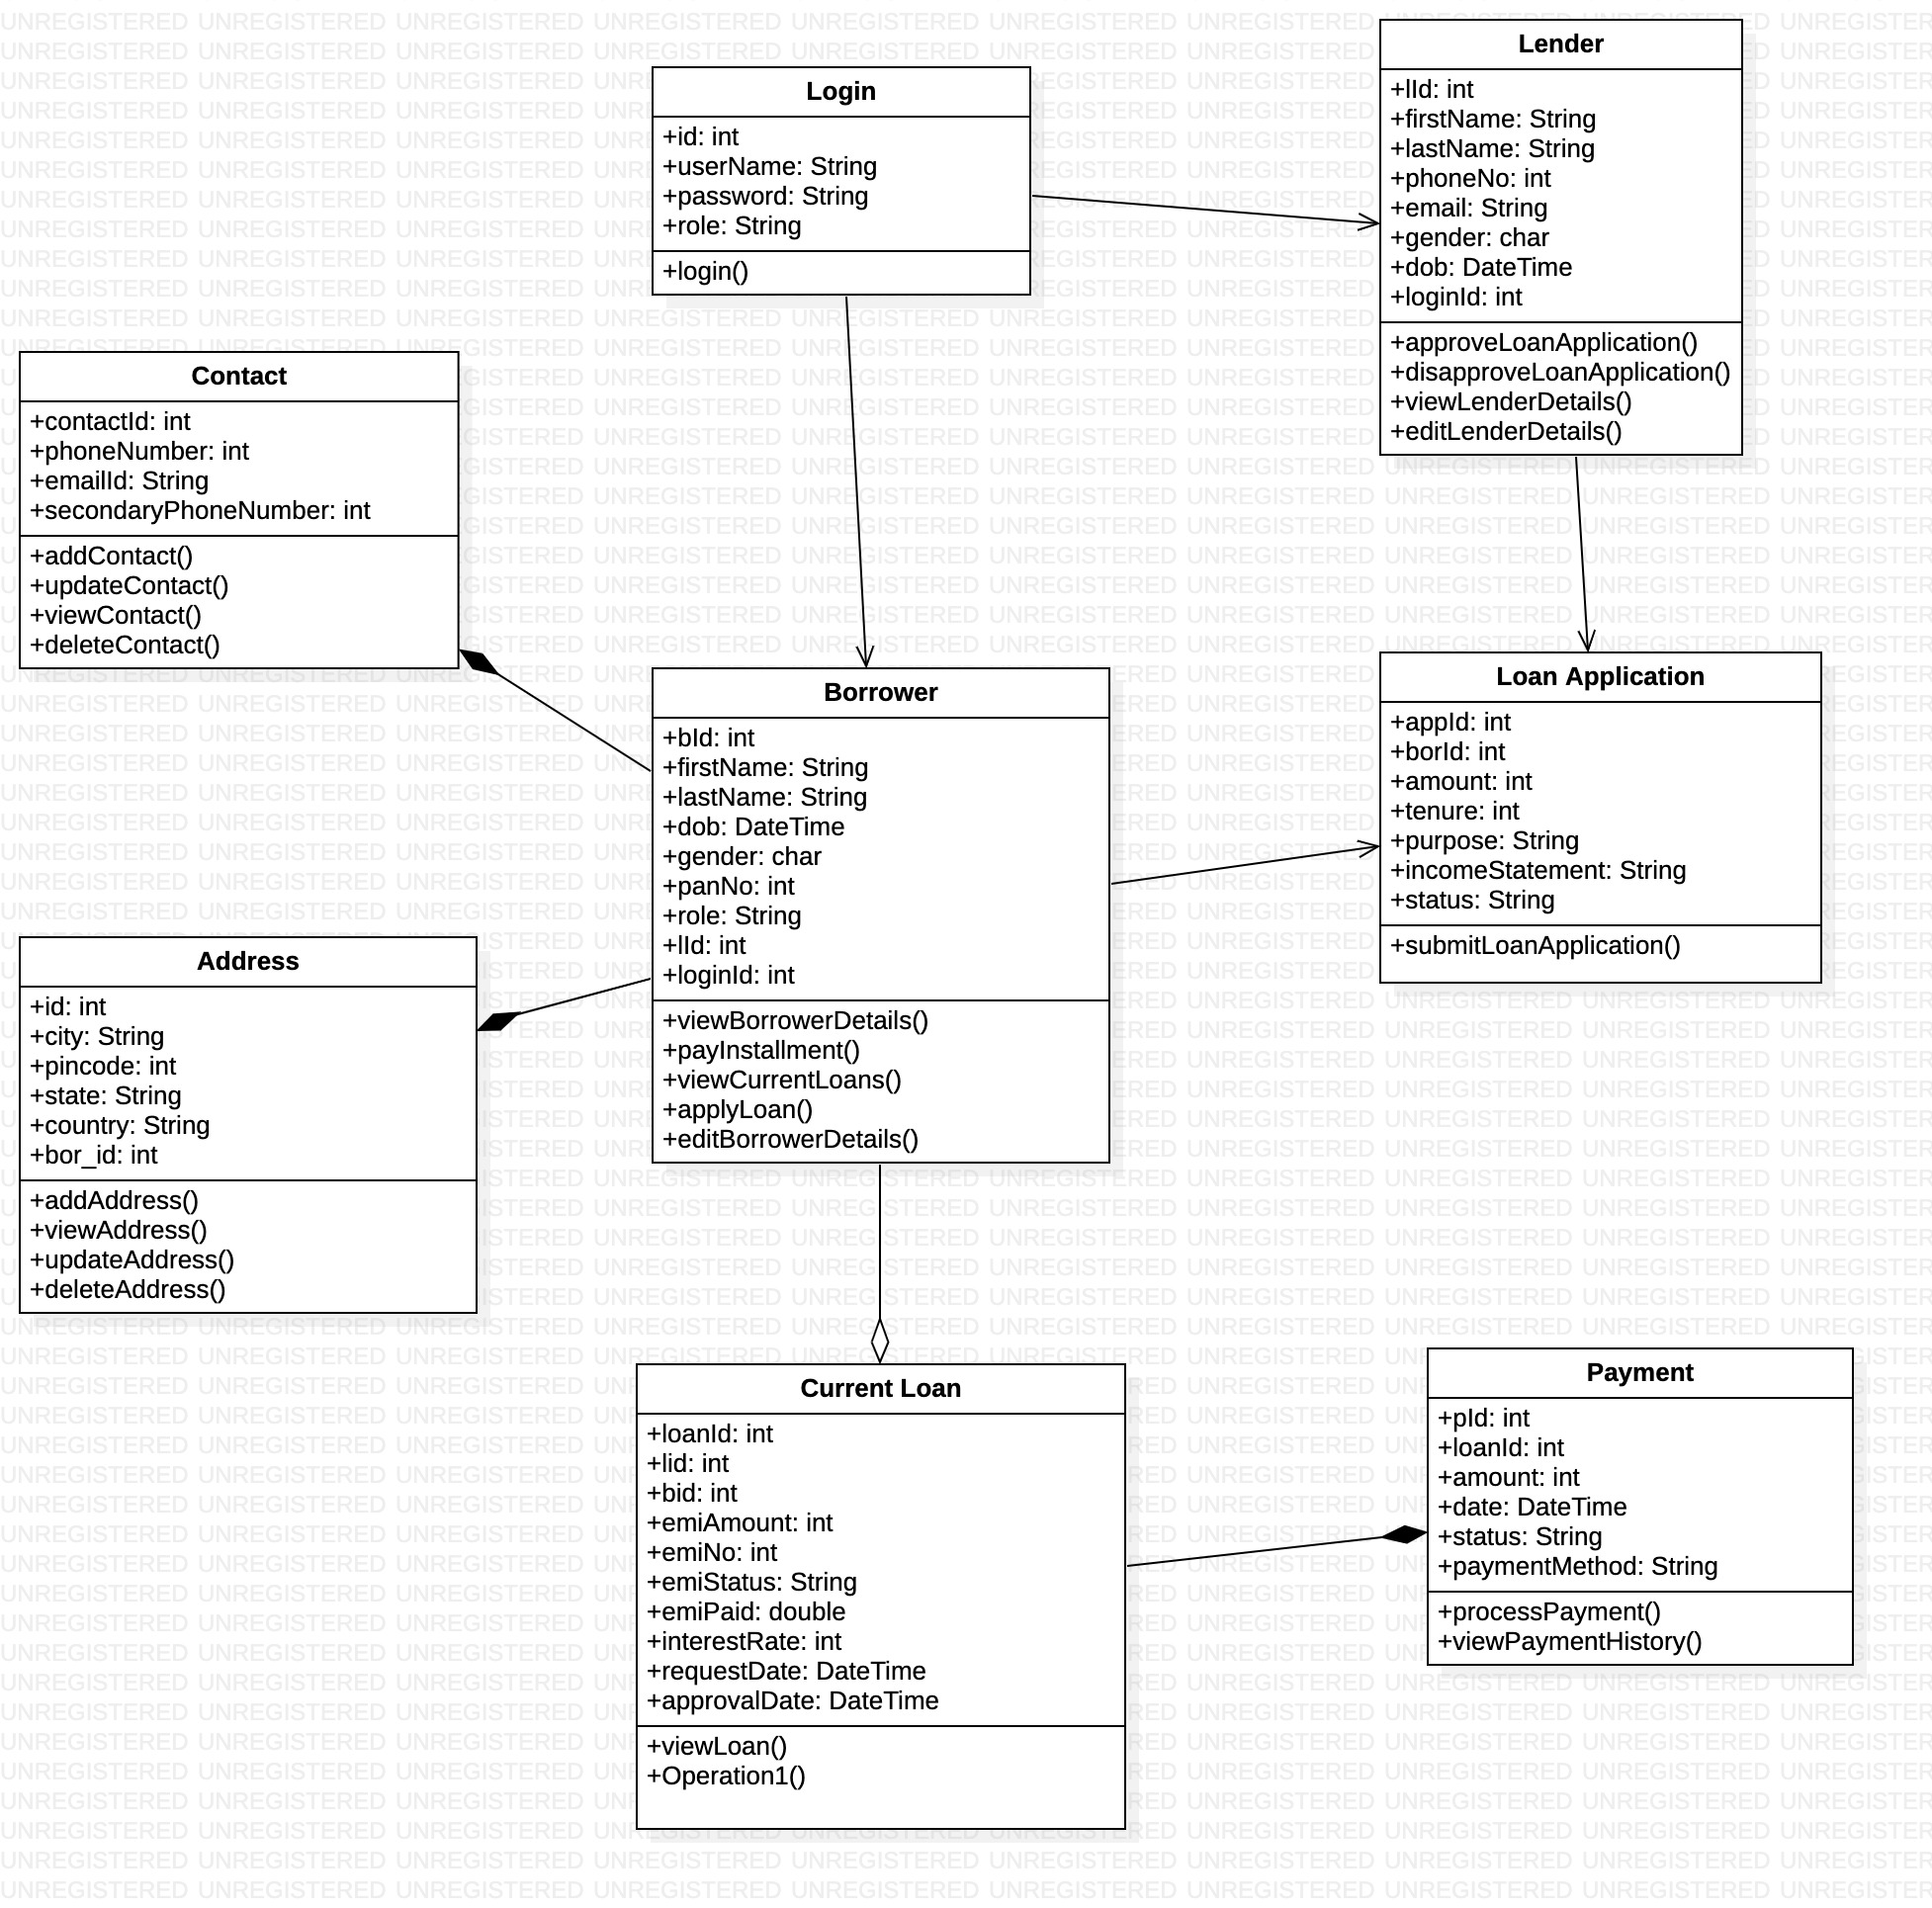 Login
+id: int
+userName: String
+password: String
+role: String
+login()
Lender
+lId: int
+firstName: String
+lastName: String
+phoneNo: int
+email: String
+gender: char
+dob: DateTime
+loginId: int
+approveLoanApplication()
+disapproveLoanApplication()
+viewLenderDetails()
+editLenderDetails()
Contact
+contactId: int
+phoneNumber: int
+emailId: String
+secondaryPhoneNumber: int
+addContact()
+updateContact()
+viewContact()
+deleteContact()
Borrower
+bId: int
+firstName: String
+lastName: String
+dob: DateTime
+gender: char
+panNo: int
+role: String
+lId: int
+loginId: int
+viewBorrowerDetails()
+payInstallment()
+viewCurrentLoans()
+applyLoan()
+editBorrowerDetails()
Loan Application
+appId: int
+borId: int
+amount: int
+tenure: int
+purpose: String
+incomeStatement: String
+status: String
+submitLoanApplication()
Address
+id: int
+city: String
+pincode: int
+state: String
+country: String
+bor_id: int
+addAddress()
+viewAddress()
+updateAddress()
+deleteAddress()
Current Loan
+loanId: int
+lid: int
+bid: int
+emiAmount: int
+emiNo: int
+emiStatus: String
+emiPaid: double
+interestRate: int
+requestDate: DateTime
+approvalDate: DateTime
+viewLoan()
+Operation1()
Payment
+pId: int
+loanId: int
+amount: int
+date: DateTime
+status: String
+paymentMethod: String
+processPayment()
+viewPaymentHistory()
UNREGISTERED